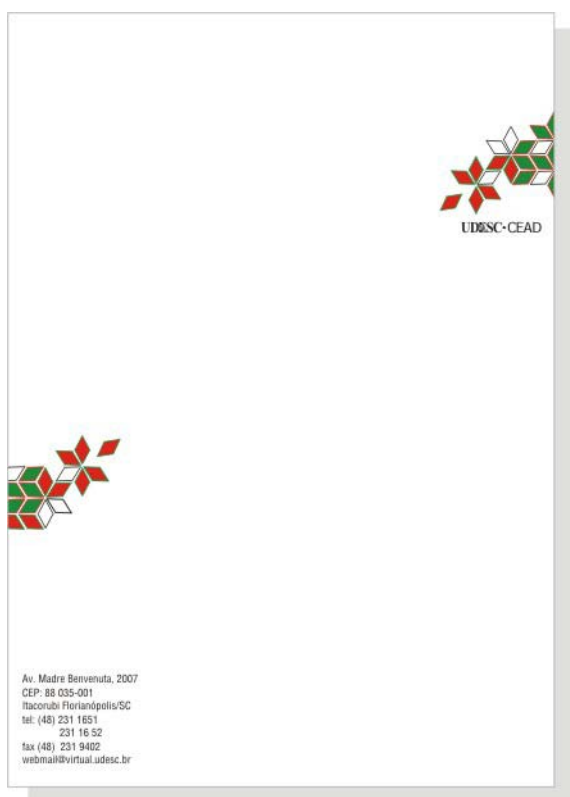 UDESC·CEAD
Av. Madre Benvenuta, 2007
CEP: 88 035-001
Itacorubi Florianópolis/SC
tel: (48) 231 1651
231 16 52
fax (48) 231 9402
webmail@virtual.udesc.br